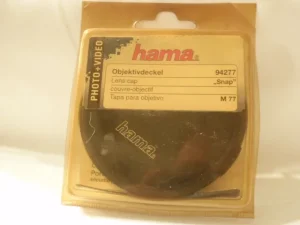 PHOTO+VIDEO
hama®
Objektivdeckel 94277
Lens-cap „Snap"
couvre-objectif
Tapa para objetivo M 77
hama®